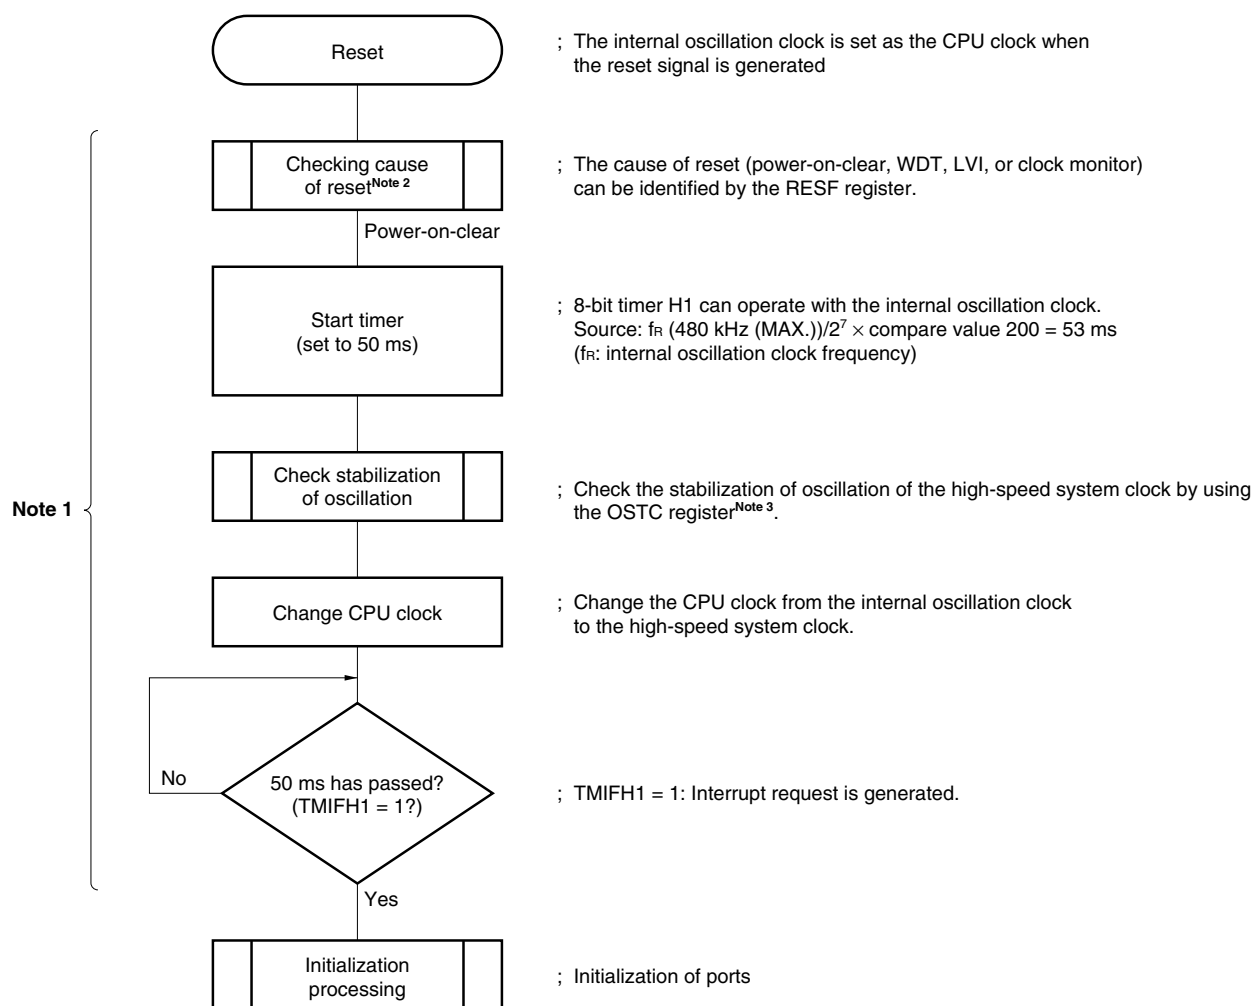 Reset
; The internal oscillation clock is set as the CPU clock when
the reset signal is generated
Checking cause
of reset^Note 2
; The cause of reset (power-on-clear, WDT, LVI, or clock monitor)
can be identified by the RESF register.
Power-on-clear
Start timer
(set to 50 ms)
; 8-bit timer H1 can operate with the internal oscillation clock.
Source: fR (480 kHz (MAX.))/2^7 × compare value 200 = 53 ms
(fR: internal oscillation clock frequency)
Note 1
Check stabilization
of oscillation
; Check the stabilization of oscillation of the high-speed system clock by using
the OSTC register^Note 3.
Change CPU clock
; Change the CPU clock from the internal oscillation clock
to the high-speed system clock.
No
50 ms has passed?
(TMIFH1 = 1?)
; TMIFH1 = 1: Interrupt request is generated.
Yes
Initialization
processing
; Initialization of ports